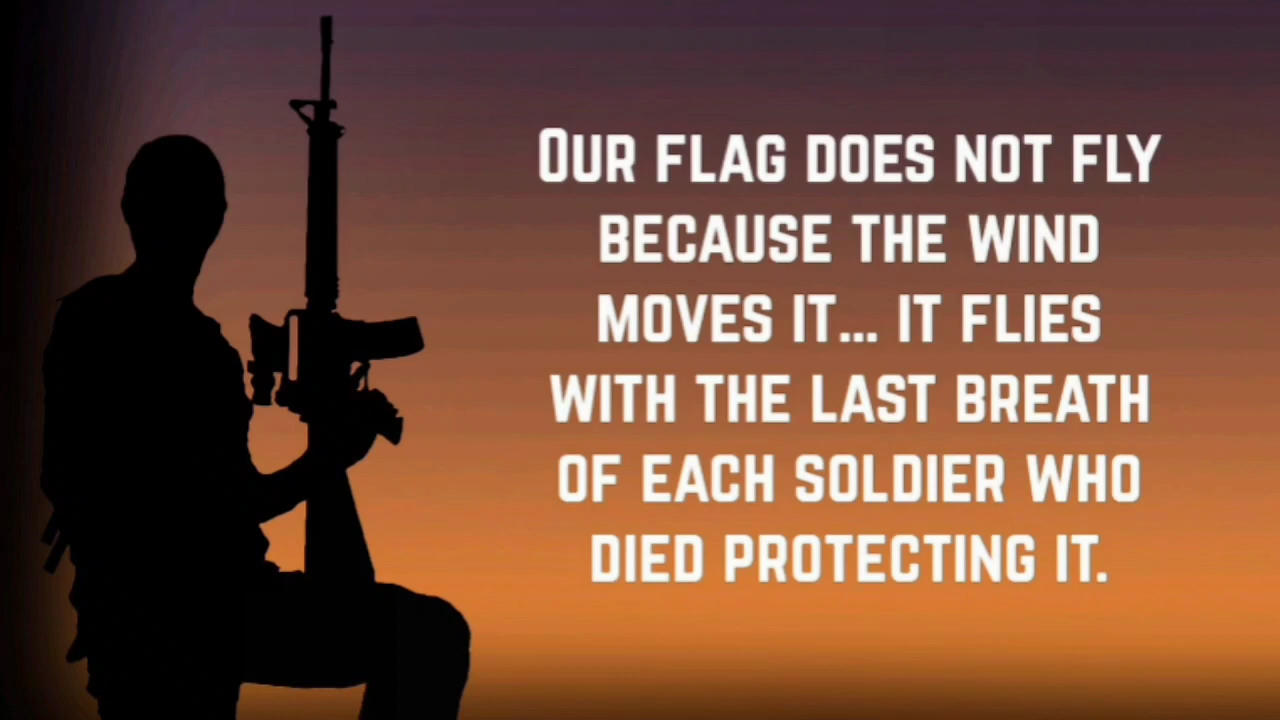 Our flag does not fly
because the wind
moves it... it flies
with the last breath
of each soldier who
died protecting it.